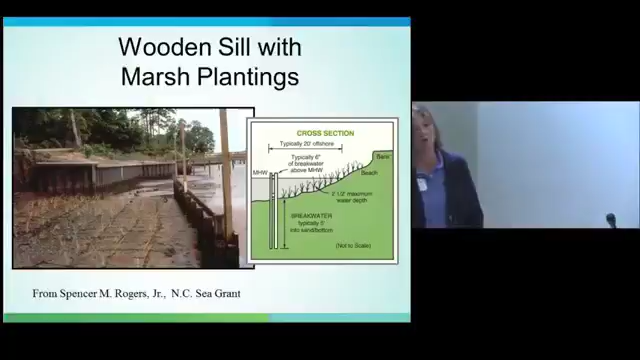 Wooden Sill with
Marsh Plantings
CROSS SECTION
Typically 20' offshore
Typically 6"
of breakwater
above MHW
MHW
Bank
Beach
2 1/2' maximum
water depth
BREAKWATER
typically 5'
into sand/bottom
(Not to Scale)
From Spencer M. Rogers, Jr., N.C. Sea Grant